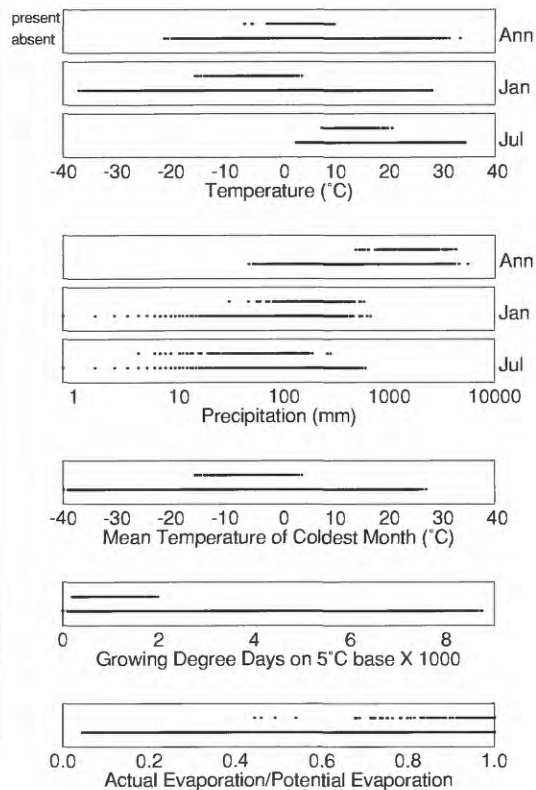 present
absent
Ann
Jan
Jul
-40 -30 -20 -10 0 10 20 30 40
Temperature (˚C)
Ann
Jan
Jul
1 10 100 1000 10000
Precipitation (mm)
-40 -30 -20 -10 0 10 20 30 40
Mean Temperature of Coldest Month (˚C)
0 2 4 6 8
Growing Degree Days on 5˚C base X 1000
0.0 0.2 0.4 0.6 0.8 1.0
Actual Evaporation/Potential Evaporation